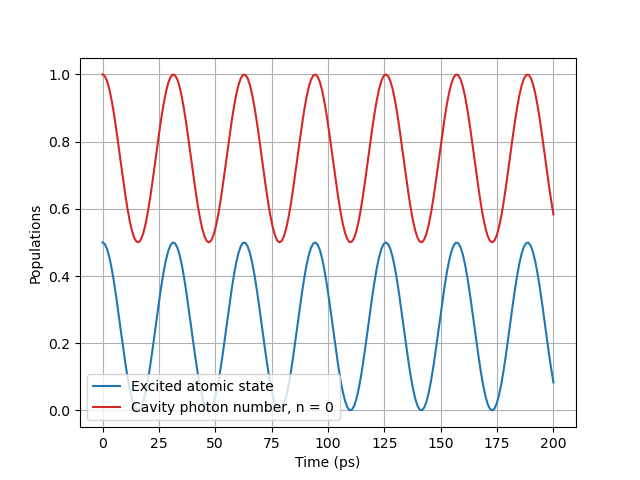 1.0
0.8
0.6
0.4
0.2
0.0
Populations
Excited atomic state
Cavity photon number, n = 0
0 25 50 75 100 125 150 175 200
Time (ps)